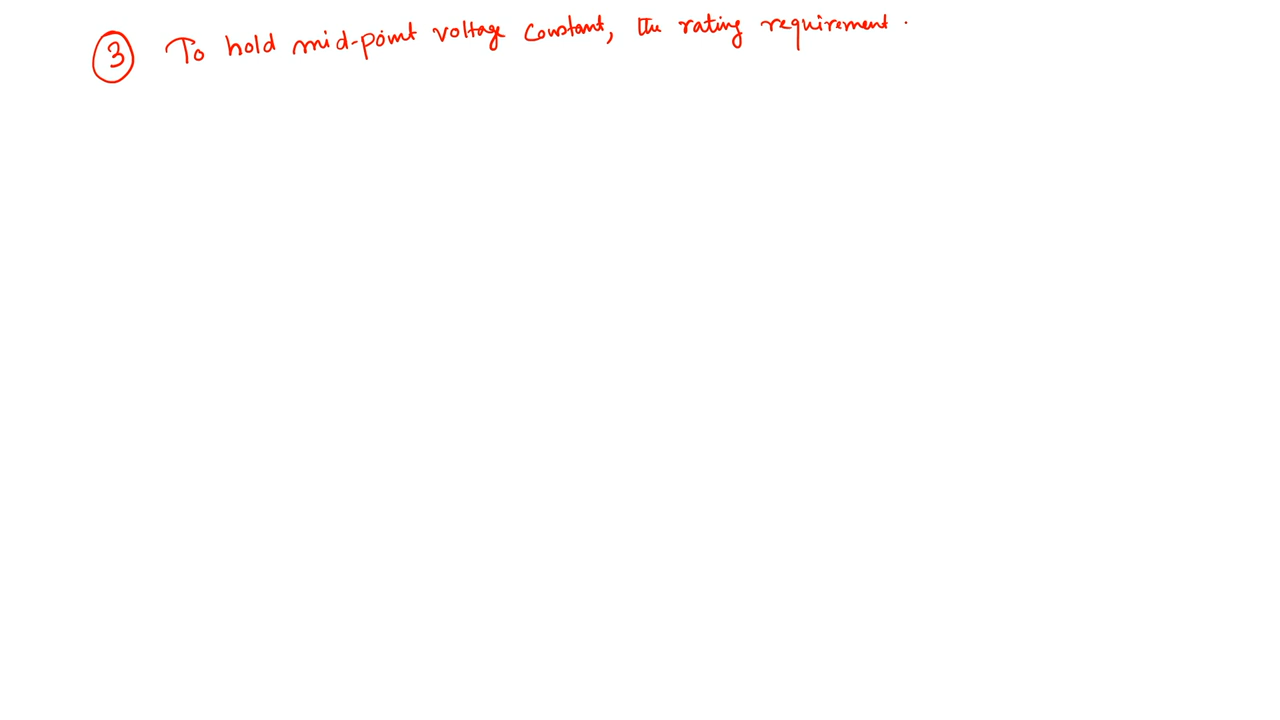 ③ To hold mid-point voltage constant, the rating requirement.